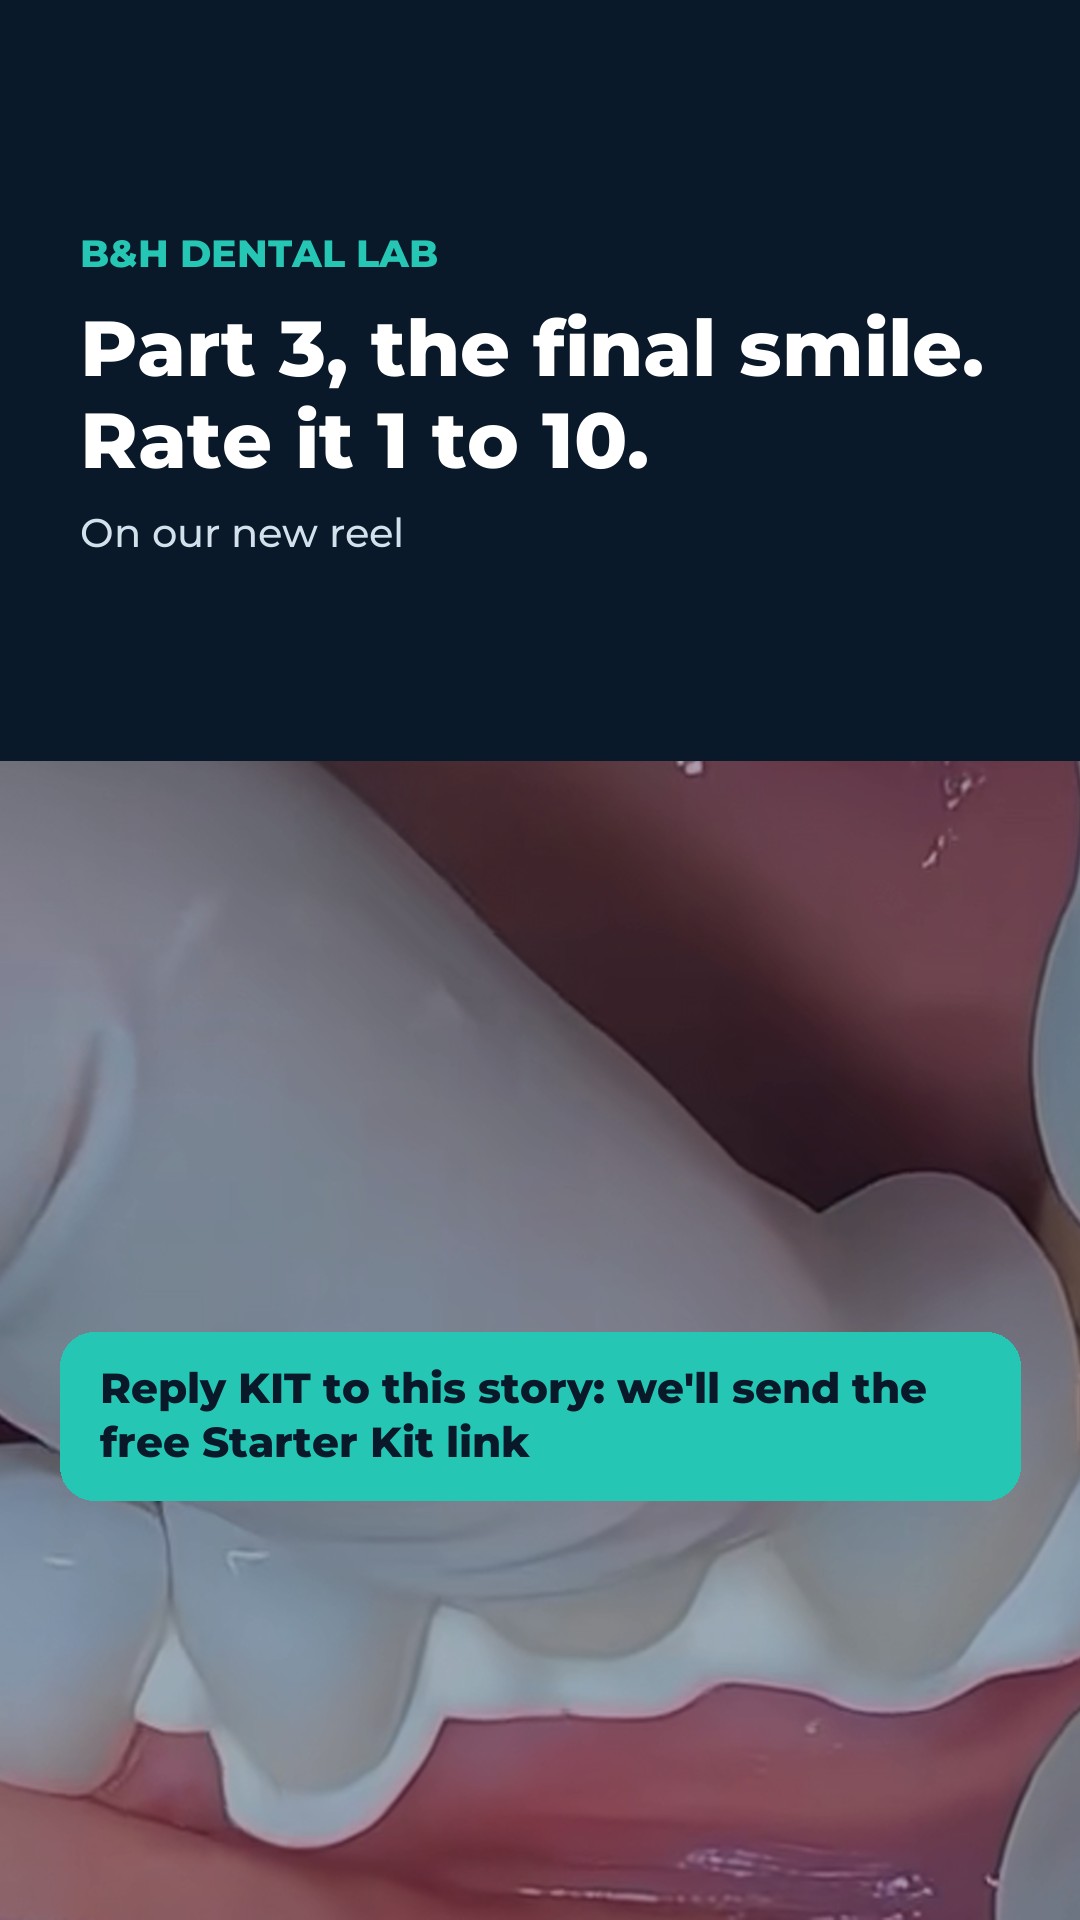 B&H DENTAL LAB
Part 3, the final smile.
Rate it 1 to 10.
On our new reel
Reply KIT to this story: we'll send the
free Starter Kit link